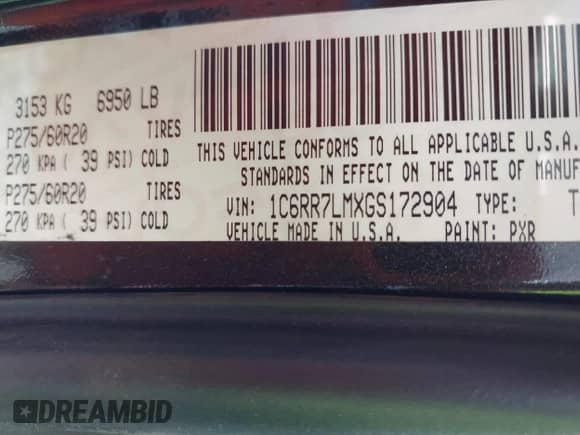 3153 KG 6950 LB
P275/60R20 TIRES
270 KPA ( 39 PSI) COLD
P275/60R20 TIRES
270 KPA ( 39 PSI) COLD
THIS VEHICLE CONFORMS TO ALL APPLICABLE U.S.A.
STANDARDS IN EFFECT ON THE DATE OF MANUF
VIN: 1C6RR7LMXGS172904 TYPE: T
VEHICLE MADE IN U.S.A. PAINT: PXR
DREAMBID